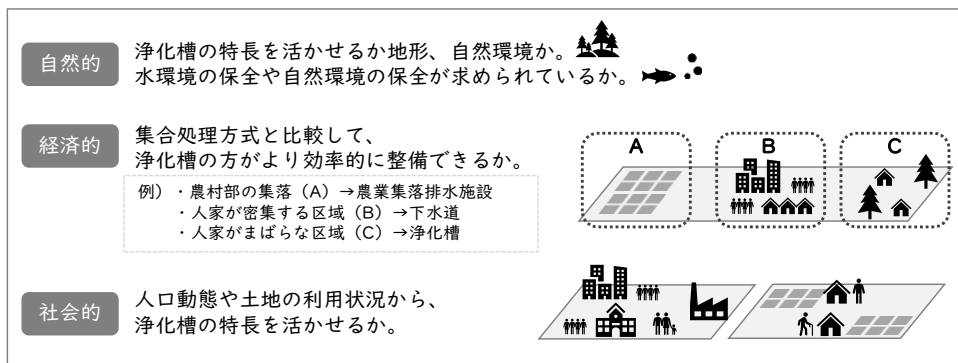 自然的
浄化槽の特長を活かせるか地形、自然環境か。
水環境の保全や自然環境の保全が求められているか。
経済的
集合処理方式と比較して、
浄化槽の方がより効率的に整備できるか。
例）・農村部の集落（A）→農業集落排水施設
・人家が密集する区域（B）→下水道
・人家がまばらな区域（C）→浄化槽
A
B
C
社会的
人口動態や土地の利用状況から、
浄化槽の特長を活かせるか。